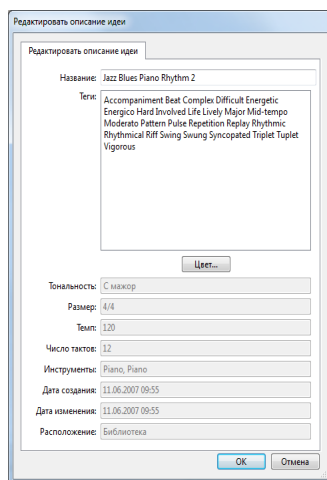 Редактировать описание идеи
Редактировать описание идеи
Название: Jazz Blues Piano Rhythm 2
Теги: Accompaniment Beat Complex Difficult Energetic
Energico Hard Involved Life Lively Major Mid-tempo
Moderato Pattern Pulse Repetition Replay Rhythmic
Rhythmical Riff Swing Swung Syncopated Triplet Tuplet
Vigorous
Цвет...
Тональность: C мажор
Размер: 4/4
Темп: 120
Число тактов: 12
Инструменты: Piano, Piano
Дата создания: 11.06.2007 09:55
Дата изменения: 11.06.2007 09:55
Расположение: Библиотека
OK Отмена